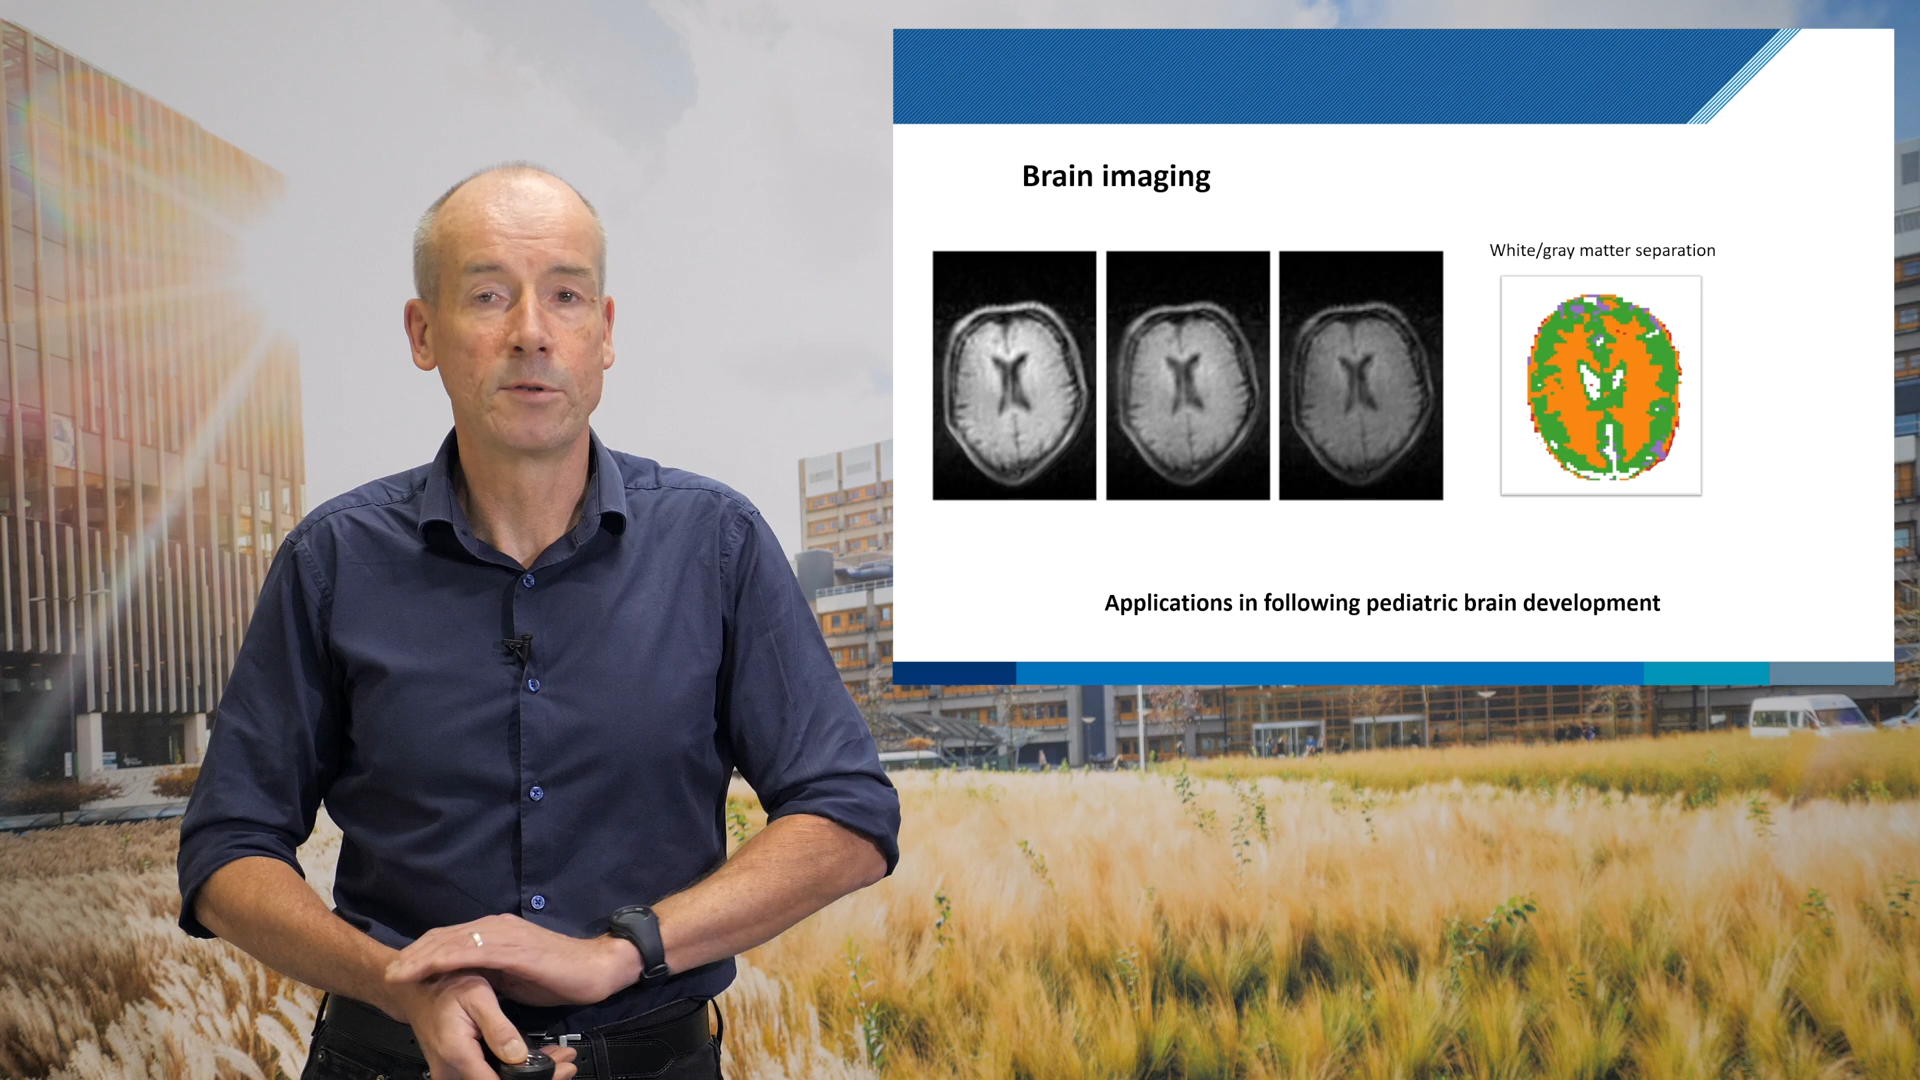 Brain imaging
White/gray matter separation
Applications in following pediatric brain development